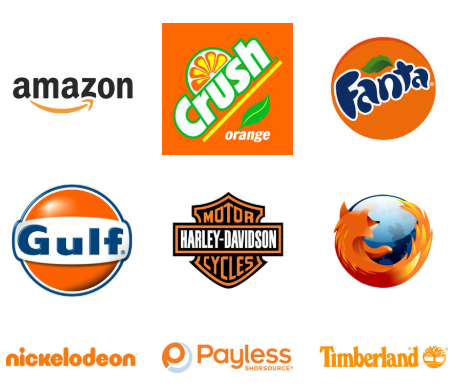 amazon
Crush
orange
Fanta
Gulf
MOTOR
HARLEY-DAVIDSON
CYCLES
nickelodeon
Payless
SHOESOURCE
Timberland